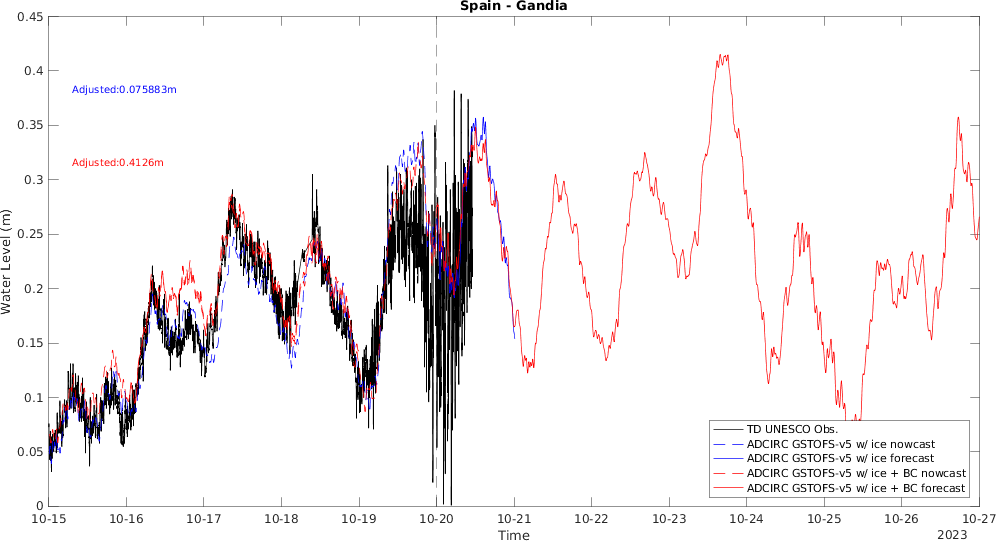 Spain - Gandia
0.45
0.4
0.35
0.3
0.25
0.2
0.15
0.1
0.05
0
Water Level (m)
Adjusted:0.075883m
Adjusted:0.4126m
TD UNESCO Obs.
ADCIRC GSTOFS-v5 w/ ice nowcast
ADCIRC GSTOFS-v5 w/ ice forecast
ADCIRC GSTOFS-v5 w/ ice + BC nowcast
ADCIRC GSTOFS-v5 w/ ice + BC forecast
10-15 10-16 10-17 10-18 10-19 10-20 10-21 10-22 10-23 10-24 10-25 10-26 10-27
Time
2023